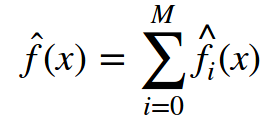 f̂(x) = ∑_{i=0}^{M} f̂_i(x)